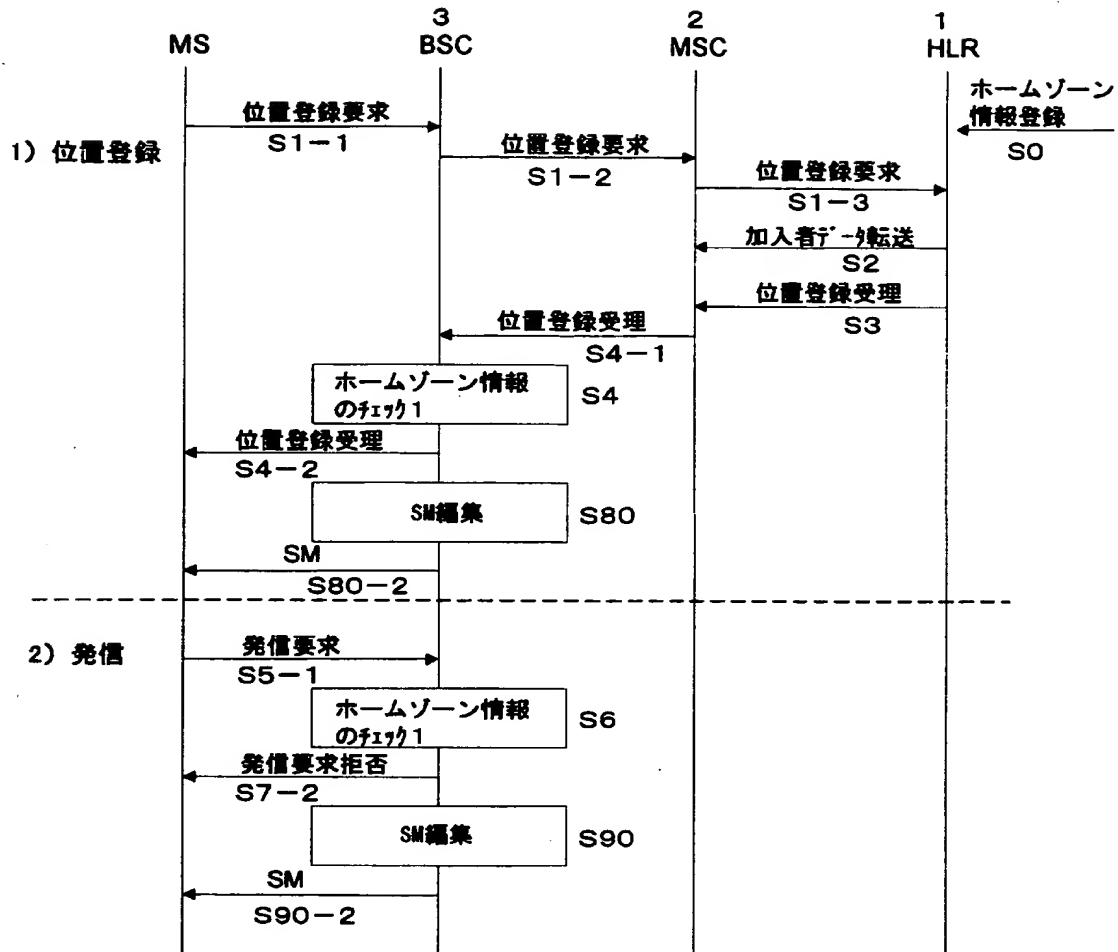 3
2
1
MS
BSC
MSC
HLR
ホームゾーン
情報登録
S0
1) 位置登録
位置登録要求
S1-1
位置登録要求
S1-2
位置登録要求
S1-3
加入者ﾃﾞｰﾀ転送
S2
位置登録受理
S3
位置登録受理
S4-1
ホームゾーン情報
のﾁｪｯｸ1
S4
位置登録受理
S4-2
SM編集
S80
SM
S80-2
2) 発信
発信要求
S5-1
ホームゾーン情報
のﾁｪｯｸ1
S6
発信要求拒否
S7-2
SM編集
S90
SM
S90-2